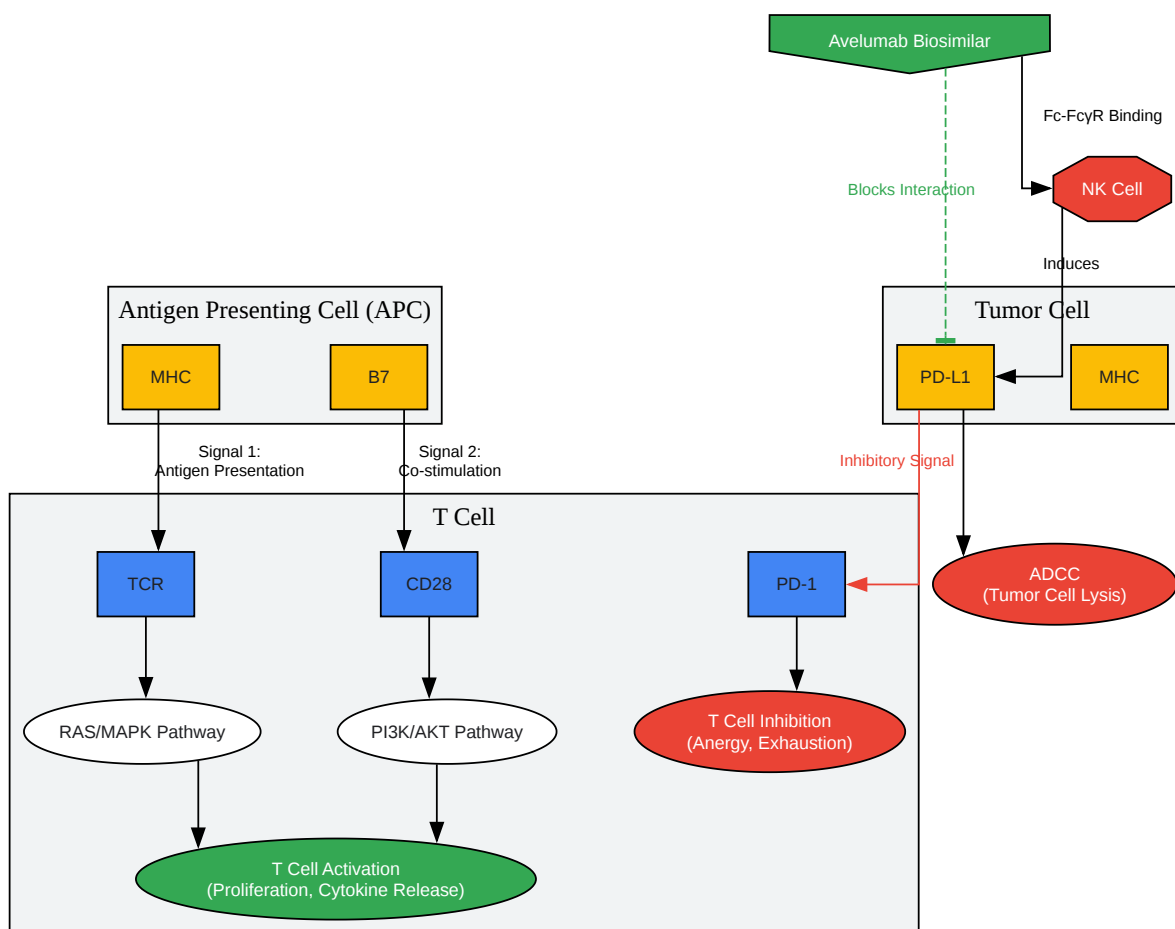 Avelumab Biosimilar
Fc-FcγR Binding
Blocks Interaction
NK Cell
Induces
Antigen Presenting Cell (APC)
Tumor Cell
MHC
B7
PD-L1
MHC
Signal 1:
Antigen Presentation
Signal 2:
Co-stimulation
Inhibitory Signal
T Cell
TCR
CD28
PD-1
ADCC
(Tumor Cell Lysis)
RAS/MAPK Pathway
PI3K/AKT Pathway
T Cell Inhibition
(Anergy, Exhaustion)
T Cell Activation
(Proliferation, Cytokine Release)